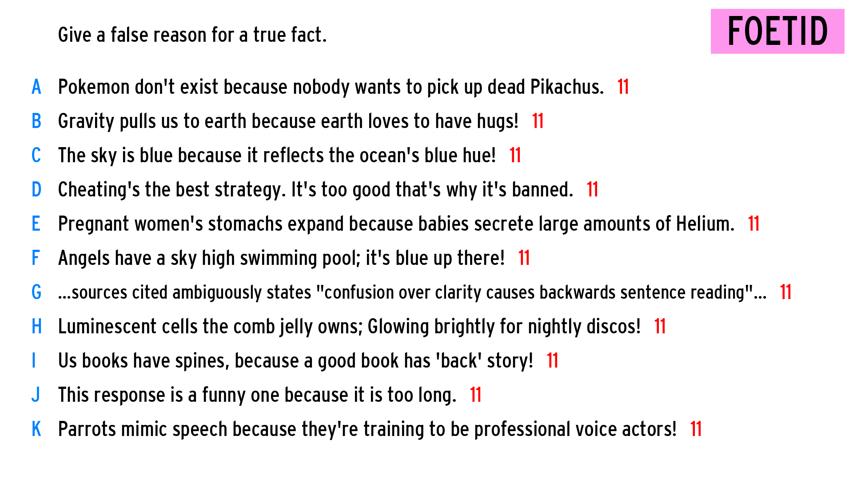 Give a false reason for a true fact.
FOETID
A Pokemon don't exist because nobody wants to pick up dead Pikachus. 11
B Gravity pulls us to earth because earth loves to have hugs! 11
C The sky is blue because it reflects the ocean's blue hue! 11
D Cheating's the best strategy. It's too good that's why it's banned. 11
E Pregnant women's stomachs expand because babies secrete large amounts of Helium. 11
F Angels have a sky high swimming pool; it's blue up there! 11
G ...sources cited ambiguously states "confusion over clarity causes backwards sentence reading"... 11
H Luminescent cells the comb jelly owns; Glowing brightly for nightly discos! 11
I Us books have spines, because a good book has 'back' story! 11
J This response is a funny one because it is too long. 11
K Parrots mimic speech because they're training to be professional voice actors! 11